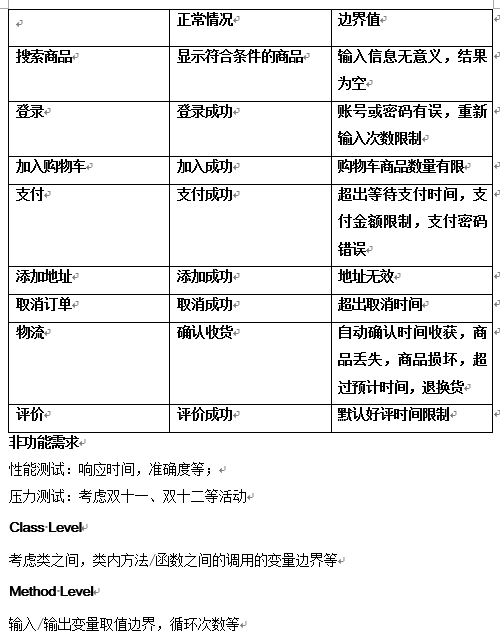 正常情况 边界值
搜索商品 显示符合条件的商品 输入信息无意义，结果
为空
登录 登录成功 账号或密码有误，重新
输入次数限制
加入购物车 加入成功 购物车商品数量有限
支付 支付成功 超出等待支付时间，支
付金额限制，支付密码
错误
添加地址 添加成功 地址无效
取消订单 取消成功 超出取消时间
物流 确认收货 自动确认时间收获，商
品丢失，商品损坏，超
过预计时间，退换货
评价 评价成功 默认好评时间限制
非功能需求
性能测试：响应时间，准确度等；
压力测试：考虑双十一、双十二等活动
Class Level
考虑类之间，类内方法/函数之间的调用的变量边界等
Method Level
输入/输出变量取值边界，循环次数等